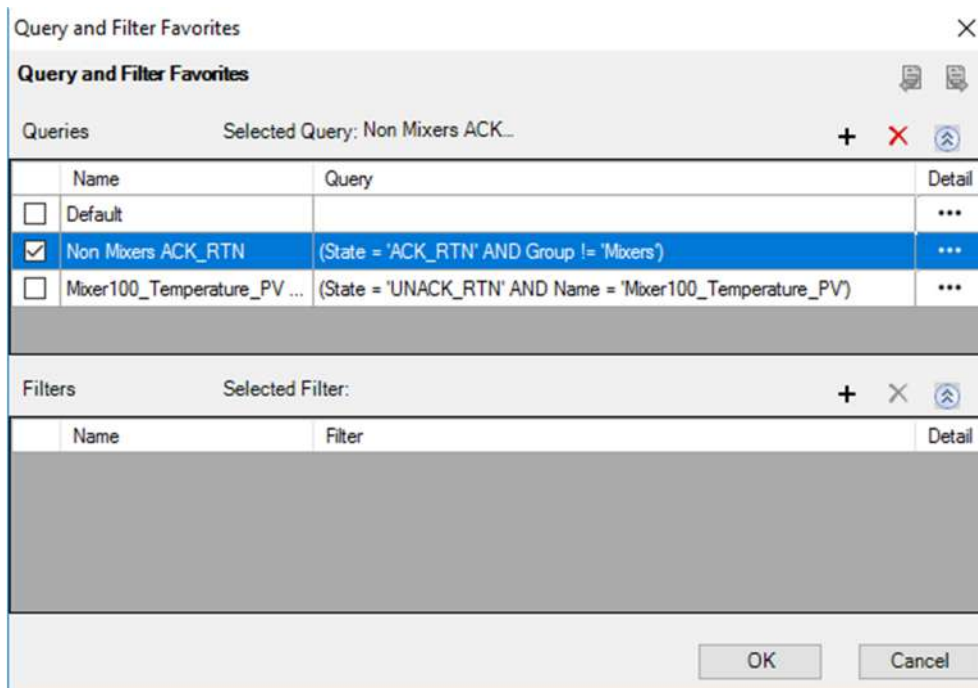 Query and Filter Favorites
Query and Filter Favorites
Queries Selected Query: Non Mixers ACK...
Name Query Detail
Default
Non Mixers ACK_RTN (State = 'ACK_RTN' AND Group != 'Mixers')
Mixer100_Temperature_PV ... (State = 'UNACK_RTN' AND Name = 'Mixer100_Temperature_PV')
Filters Selected Filter:
Name Filter Detail
OK Cancel